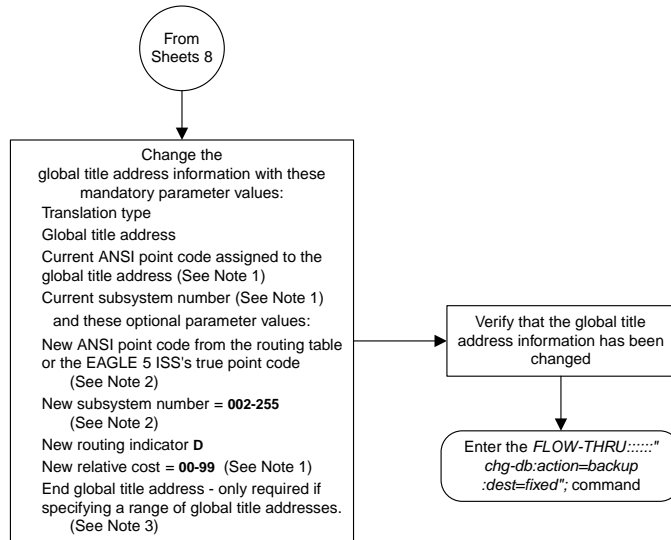 From
Sheets 8
Change the
global title address information with these
mandatory parameter values:
Translation type
Global title address
Current ANSI point code assigned to the
global title address (See Note 1)
Current subsystem number (See Note 1)
and these optional parameter values:
New ANSI point code from the routing table
or the EAGLE 5 ISS's true point code
(See Note 2)
New subsystem number = 002-255
(See Note 2)
New routing indicator D
New relative cost = 00-99 (See Note 1)
End global title address - only required if
specifying a range of global title addresses.
(See Note 3)
Verify that the global title
address information has been
changed
Enter the FLOW-THRU::::::"
chg-db:action=backup
:dest=fixed"; command